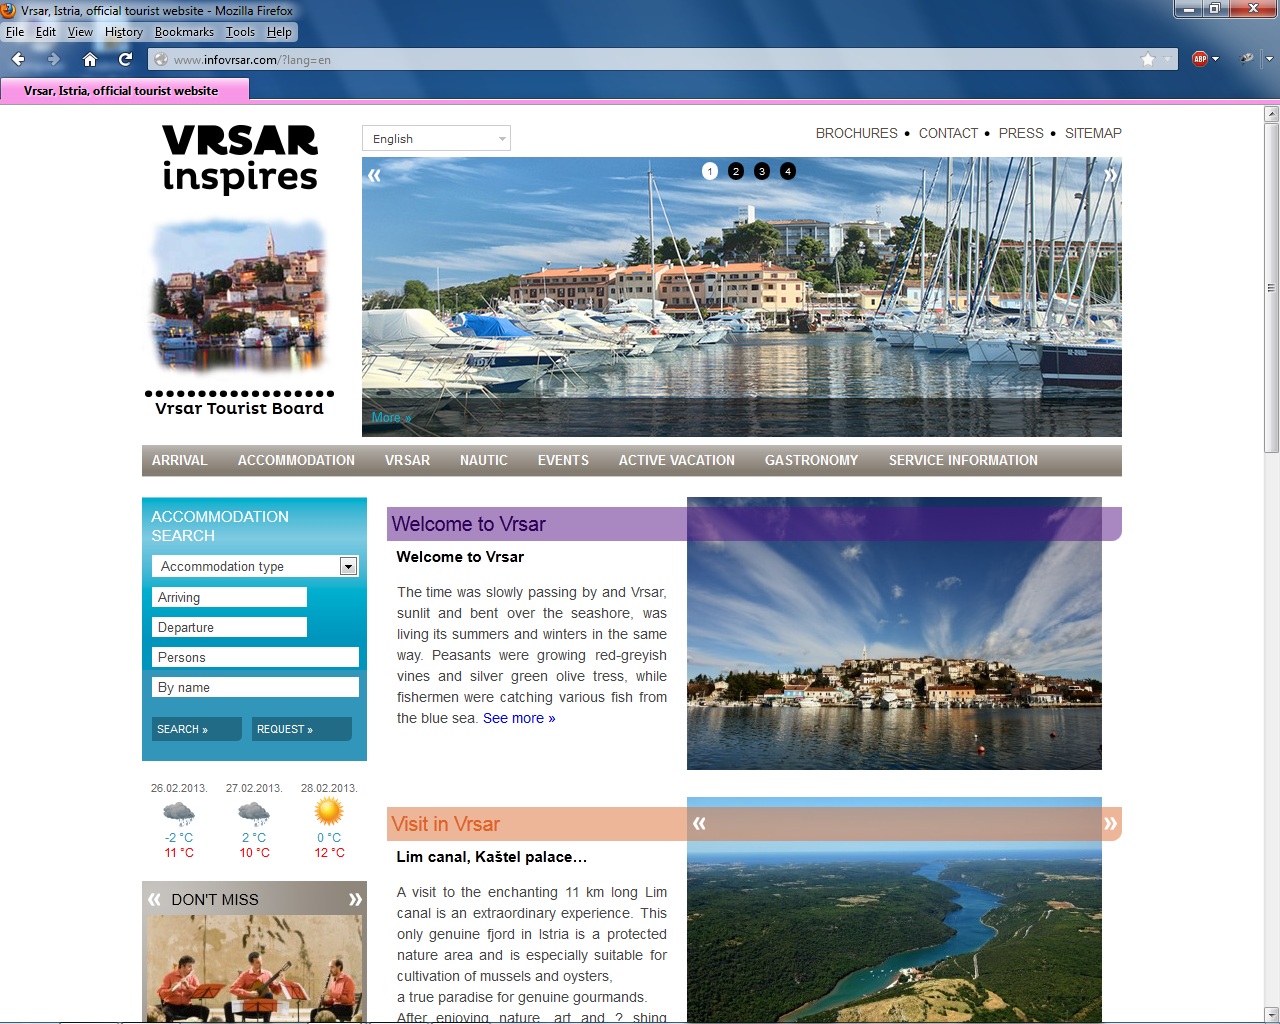 Vrsar, Istria, official tourist website - Mozilla Firefox
File Edit View History Bookmarks Tools Help
www.infovrsar.com/?lang=en
ABP
Vrsar, Istria, official tourist website
VRSAR
inspires
Vrsar Tourist Board
English
BROCHURES • CONTACT • PRESS • SITEMAP
« 1 2 3 4 »
More »
ARRIVAL ACCOMMODATION VRSAR NAUTIC EVENTS ACTIVE VACATION GASTRONOMY SERVICE INFORMATION
ACCOMMODATION
SEARCH
Accommodation type
Arriving
Departure
Persons
By name
SEARCH » REQUEST »
26.02.2013. 27.02.2013. 28.02.2013.
-2 °C 2 °C 0 °C
11 °C 10 °C 12 °C
« DON'T MISS »
Welcome to Vrsar
Welcome to Vrsar
The time was slowly passing by and Vrsar,
sunlit and bent over the seashore, was
living its summers and winters in the same
way. Peasants were growing red-greyish
vines and silver green olive tress, while
fishermen were catching various fish from
the blue sea. See more »
Visit in Vrsar « »
Lim canal, Kaštel palace...
A visit to the enchanting 11 km long Lim
canal is an extraordinary experience. This
only genuine fjord in Istria is a protected
nature area and is especially suitable for
cultivation of mussels and oysters,
a true paradise for genuine gourmands.
After enjoying nature, art and ? shing